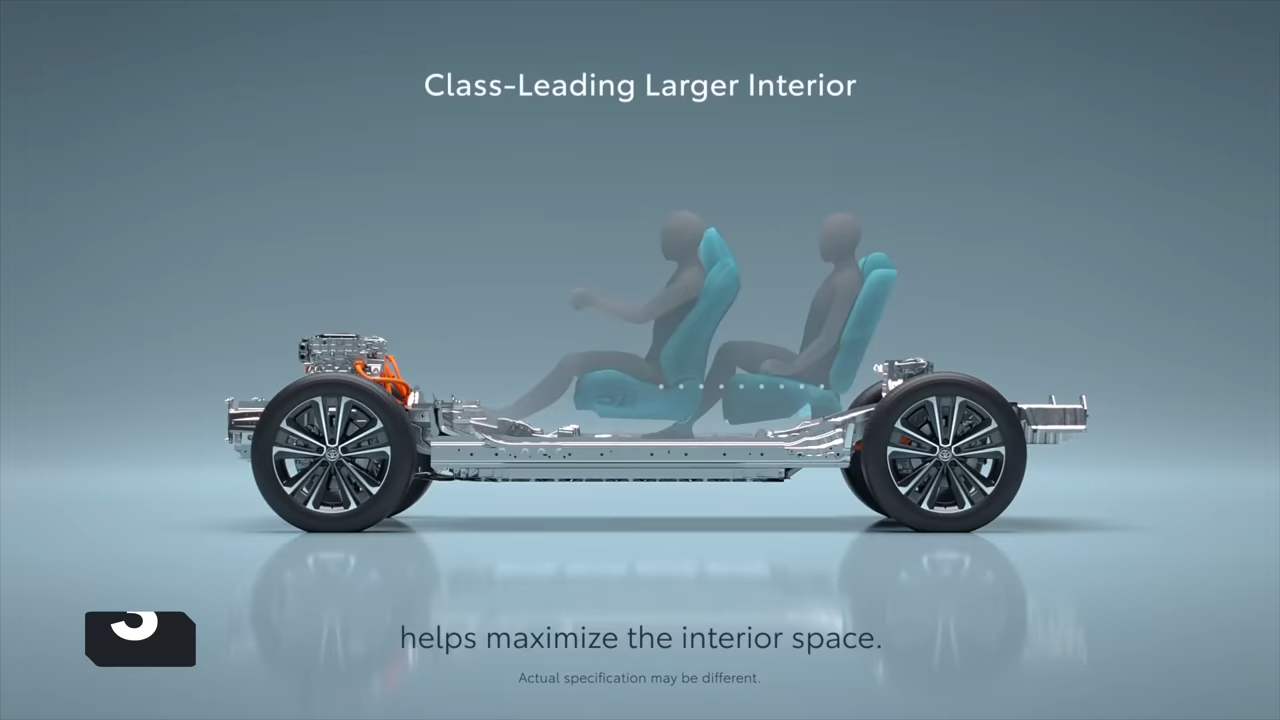 Class-Leading Larger Interior
helps maximize the interior space.
Actual specification may be different.